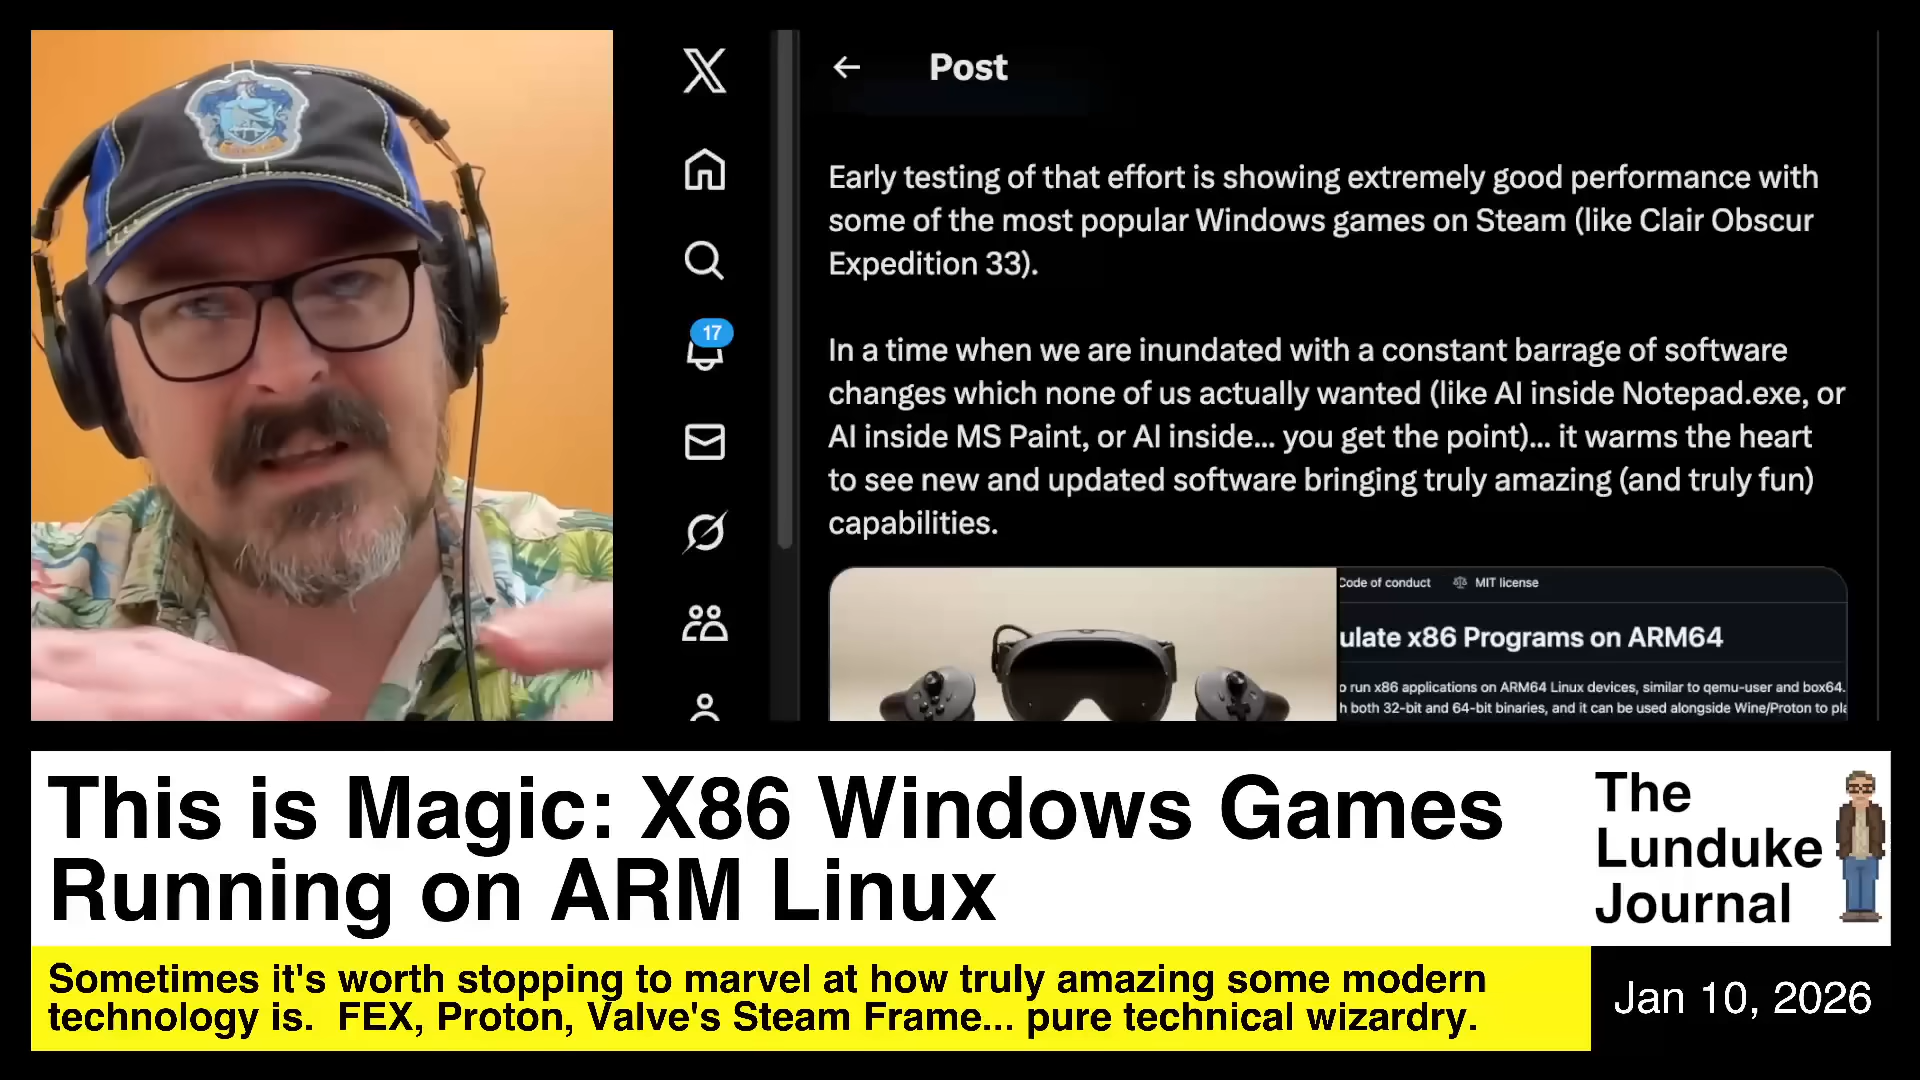 Post
Early testing of that effort is showing extremely good performance with
some of the most popular Windows games on Steam (like Clair Obscur
Expedition 33).
In a time when we are inundated with a constant barrage of software
changes which none of us actually wanted (like AI inside Notepad.exe, or
AI inside MS Paint, or AI inside... you get the point)... it warms the heart
to see new and updated software bringing truly amazing (and truly fun)
capabilities.
17
Code of conduct MIT license
ulate x86 Programs on ARM64
o run x86 applications on ARM64 Linux devices, similar to qemu-user and box64.
h both 32-bit and 64-bit binaries, and it can be used alongside Wine/Proton to pla
This is Magic: X86 Windows Games
Running on ARM Linux
The
Lunduke
Journal
Sometimes it's worth stopping to marvel at how truly amazing some modern
technology is. FEX, Proton, Valve's Steam Frame... pure technical wizardry.
Jan 10, 2026